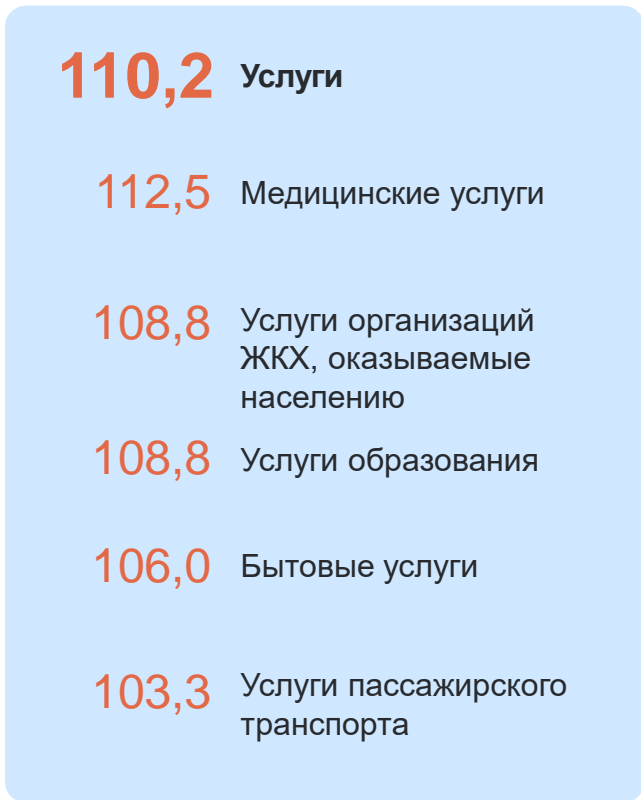 110,2 Услуги
112,5 Медицинские услуги
108,8 Услуги организаций
ЖКХ, оказываемые
населению
108,8 Услуги образования
106,0 Бытовые услуги
103,3 Услуги пассажирского
транспорта